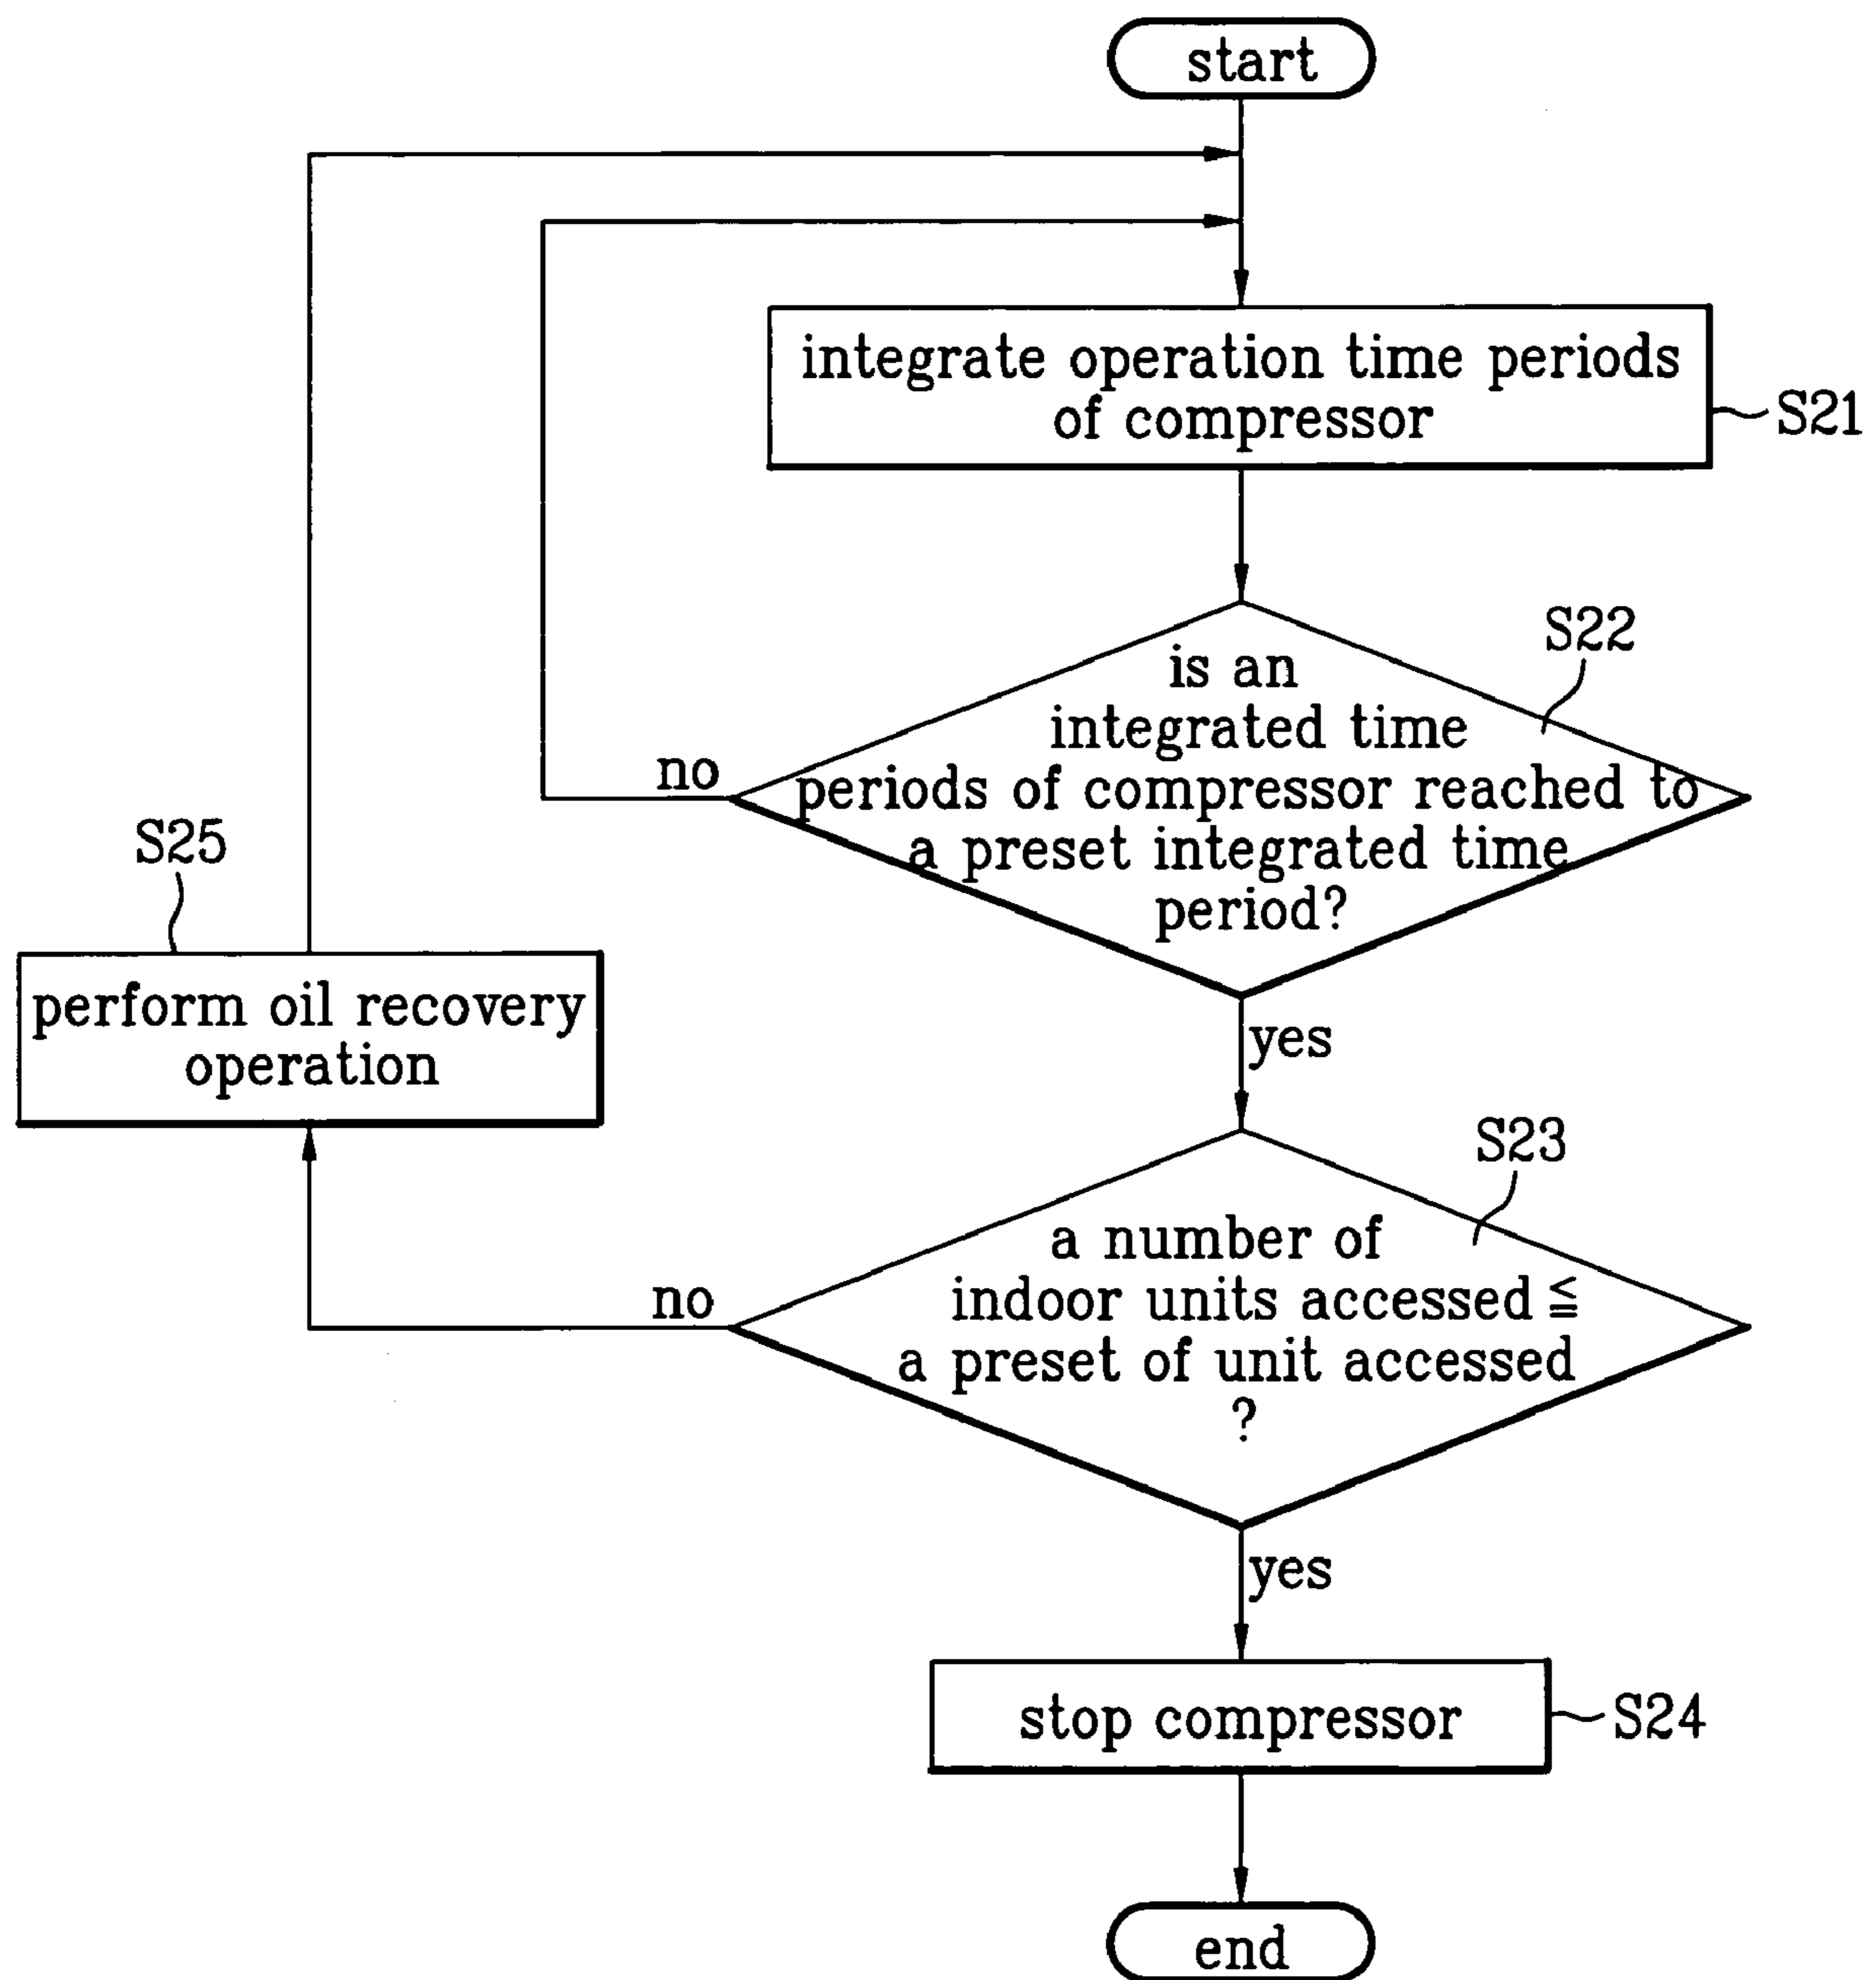 start
integrate operation time periods
of compressor
S21
S22
is an
integrated time
periods of compressor reached to
a preset integrated time
period?
no
yes
S25
perform oil recovery
operation
S23
a number of
indoor units accessed ≦
a preset of unit accessed
?
no
yes
stop compressor
S24
end